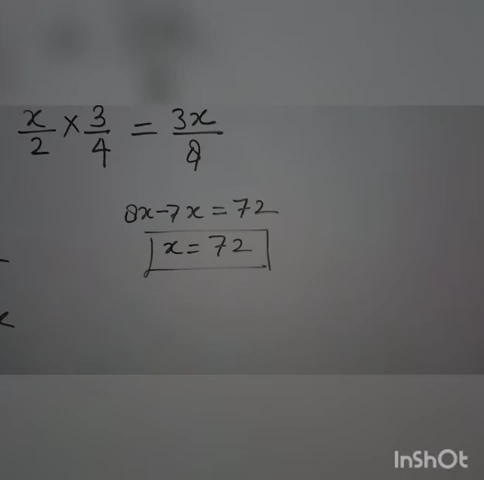 x/2 × 3/4 = 3x/8
8x-7x=72
x=72
InShOt